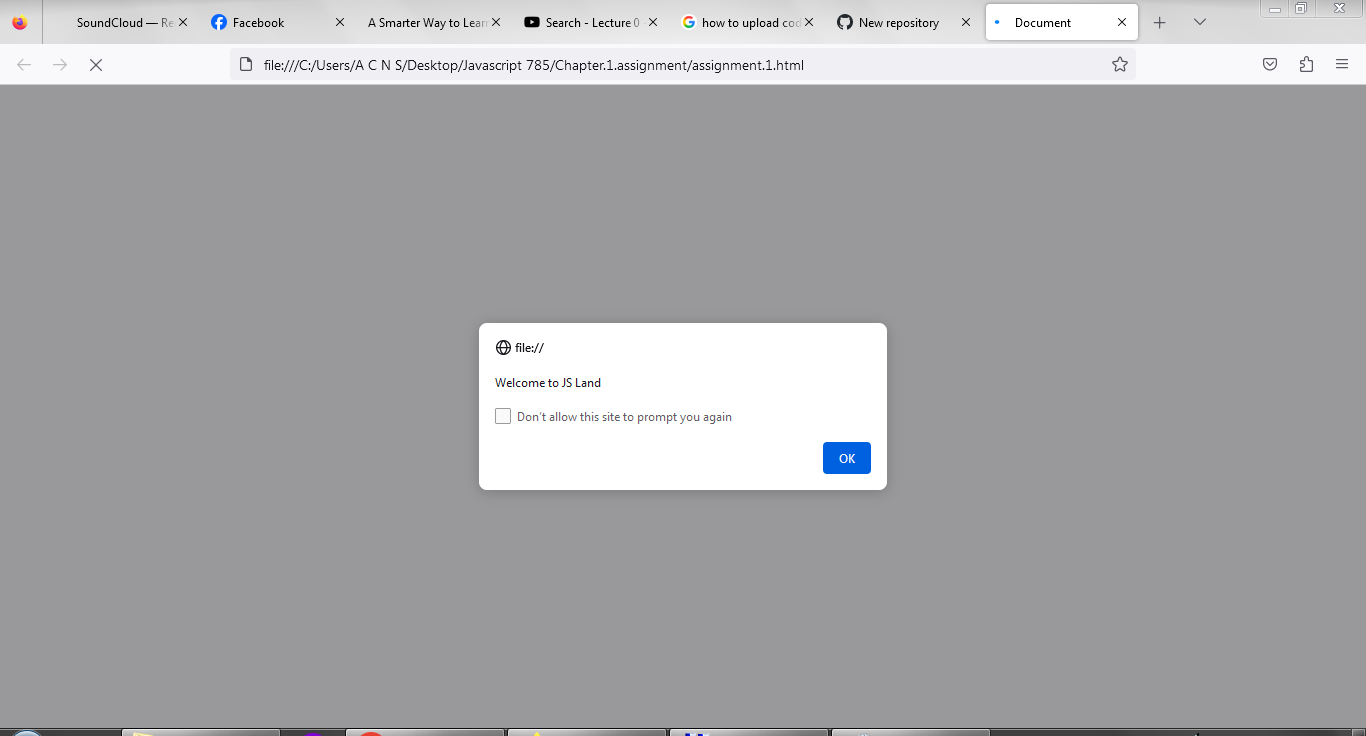 SoundCloud — Re
Facebook
A Smarter Way to Lear
Search - Lecture 0
how to upload cod
New repository
Document
file:///C:/Users/A C N S/Desktop/Javascript 785/Chapter.1.assignment/assignment.1.html
file://
Welcome to JS Land
Don't allow this site to prompt you again
OK